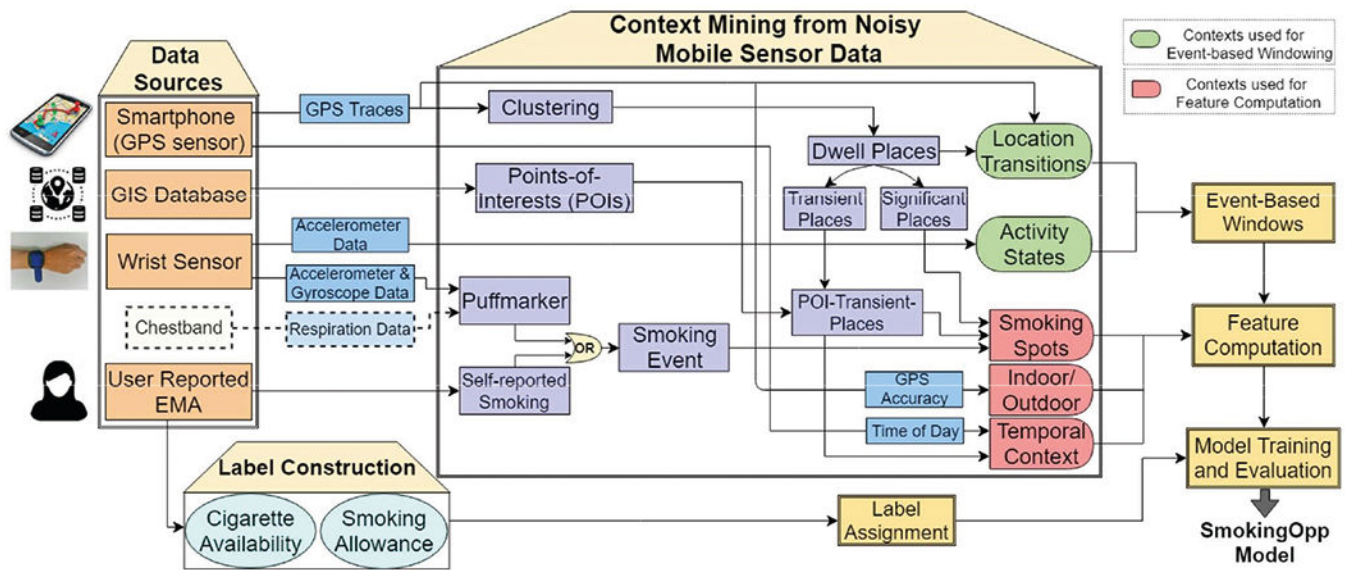 Data
Sources
Smartphone
(GPS sensor)
GIS Database
Wrist Sensor
Chestband
User Reported
EMA
Context Mining from Noisy
Mobile Sensor Data
GPS Traces
Clustering
Points-of-
Interests (POIs)
Accelerometer
Data
Accelerometer &
Gyroscope Data
Respiration Data
Puffmarker
OR
Self-reported
Smoking
Smoking
Event
Dwell Places
Transient
Places
Significant
Places
POI-Transient-
Places
GPS
Accuracy
Time of Day
Location
Transitions
Activity
States
Smoking
Spots
Indoor/
Outdoor
Temporal
Context
Contexts used for
Event-based Windowing
Contexts used for
Feature Computation
Event-Based
Windows
Feature
Computation
Model Training
and Evaluation
SmokingOpp
Model
Label Construction
Cigarette
Availability
Smoking
Allowance
Label
Assignment